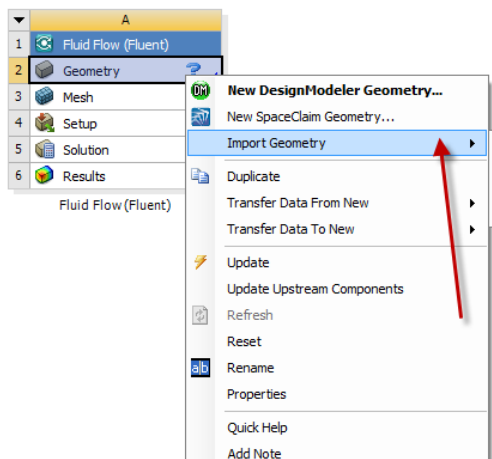 A
1 Fluid Flow (Fluent)
2 Geometry ?
3 Mesh
4 Setup
5 Solution
6 Results
Fluid Flow (Fluent)
DM New DesignModeler Geometry...
New SpaceClaim Geometry...
Import Geometry
Duplicate
Transfer Data From New
Transfer Data To New
Update
Update Upstream Components
Refresh
Reset
a|b Rename
Properties
Quick Help
Add Note